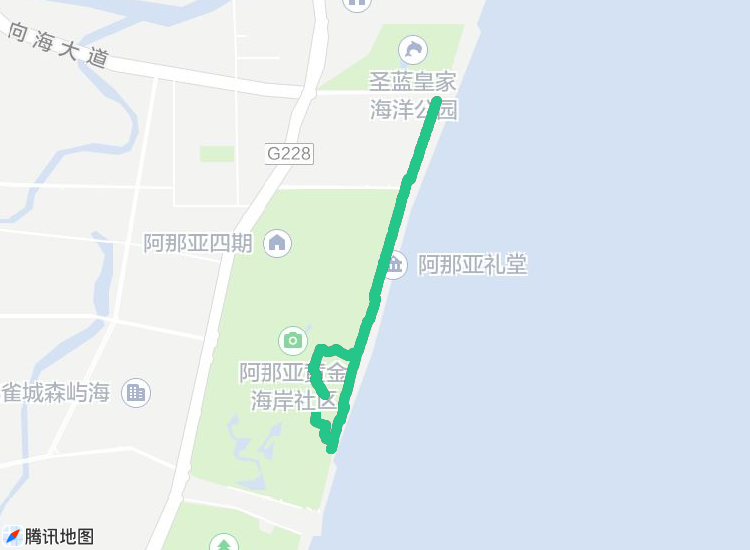 向海大道
圣蓝皇家
海洋公园
G228
阿那亚四期
阿那亚礼堂
阿那亚黄金
海岸社区
雀城森屿海
腾讯地图